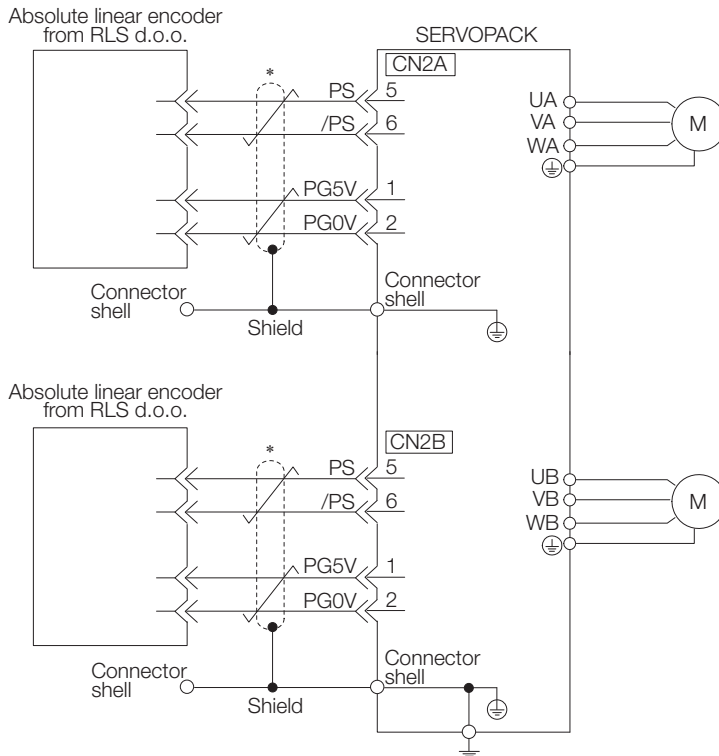 Absolute linear encoder
from RLS d.o.o.
SERVOPACK
CN2A
*
PS 5
/PS 6
PG5V 1
PG0V 2
UA
VA
WA
M
Connector
shell
Connector
shell
Shield
Absolute linear encoder
from RLS d.o.o.
CN2B
*
PS 5
/PS 6
PG5V 1
PG0V 2
UB
VB
WB
M
Connector
shell
Connector
shell
Shield